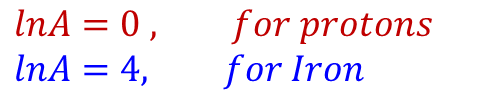 lnA = 0 , for protons
lnA = 4, for Iron